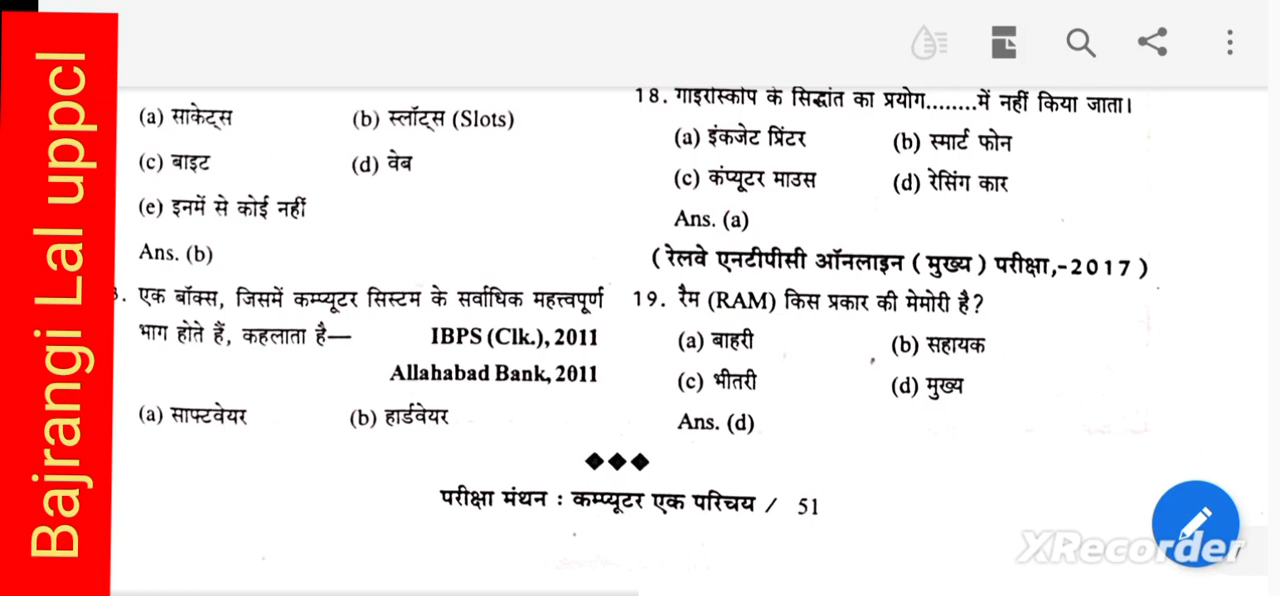 Bajrangi Lal uppcl
(a) साकेट्स (b) स्लॉट्स (Slots)
(c) बाइट (d) वेब
(e) इनमें से कोई नहीं
Ans. (b)
3. एक बॉक्स, जिसमें कम्प्यूटर सिस्टम के सर्वाधिक महत्त्वपूर्ण
भाग होते हैं, कहलाता है— IBPS (Clk.), 2011
Allahabad Bank, 2011
(a) साफ्टवेयर (b) हार्डवेयर
18. गाइरोस्कोप के सिद्धांत का प्रयोग........में नहीं किया जाता।
(a) इंकजेट प्रिंटर (b) स्मार्ट फोन
(c) कंप्यूटर माउस (d) रेसिंग कार
Ans. (a)
(रेलवे एनटीपीसी ऑनलाइन (मुख्य) परीक्षा,-2017)
19. रैम (RAM) किस प्रकार की मेमोरी है?
(a) बाहरी (b) सहायक
(c) भीतरी (d) मुख्य
Ans. (d)
परीक्षा मंथन : कम्प्यूटर एक परिचय / 51
XRecorder